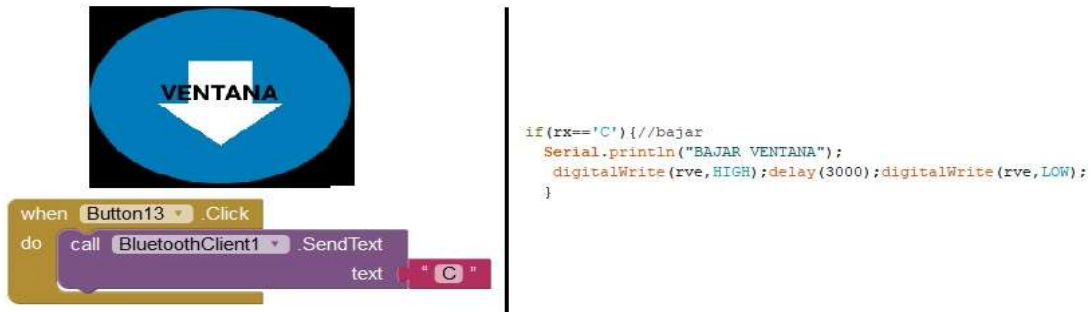 VENTANA
when Button13 .Click
do call BluetoothClient1 .SendText
text "C"
if(rx=='C'){//bajar
Serial.println("BAJAR VENTANA");
digitalWrite(rve,HIGH);delay(3000);digitalWrite(rve,LOW);
}